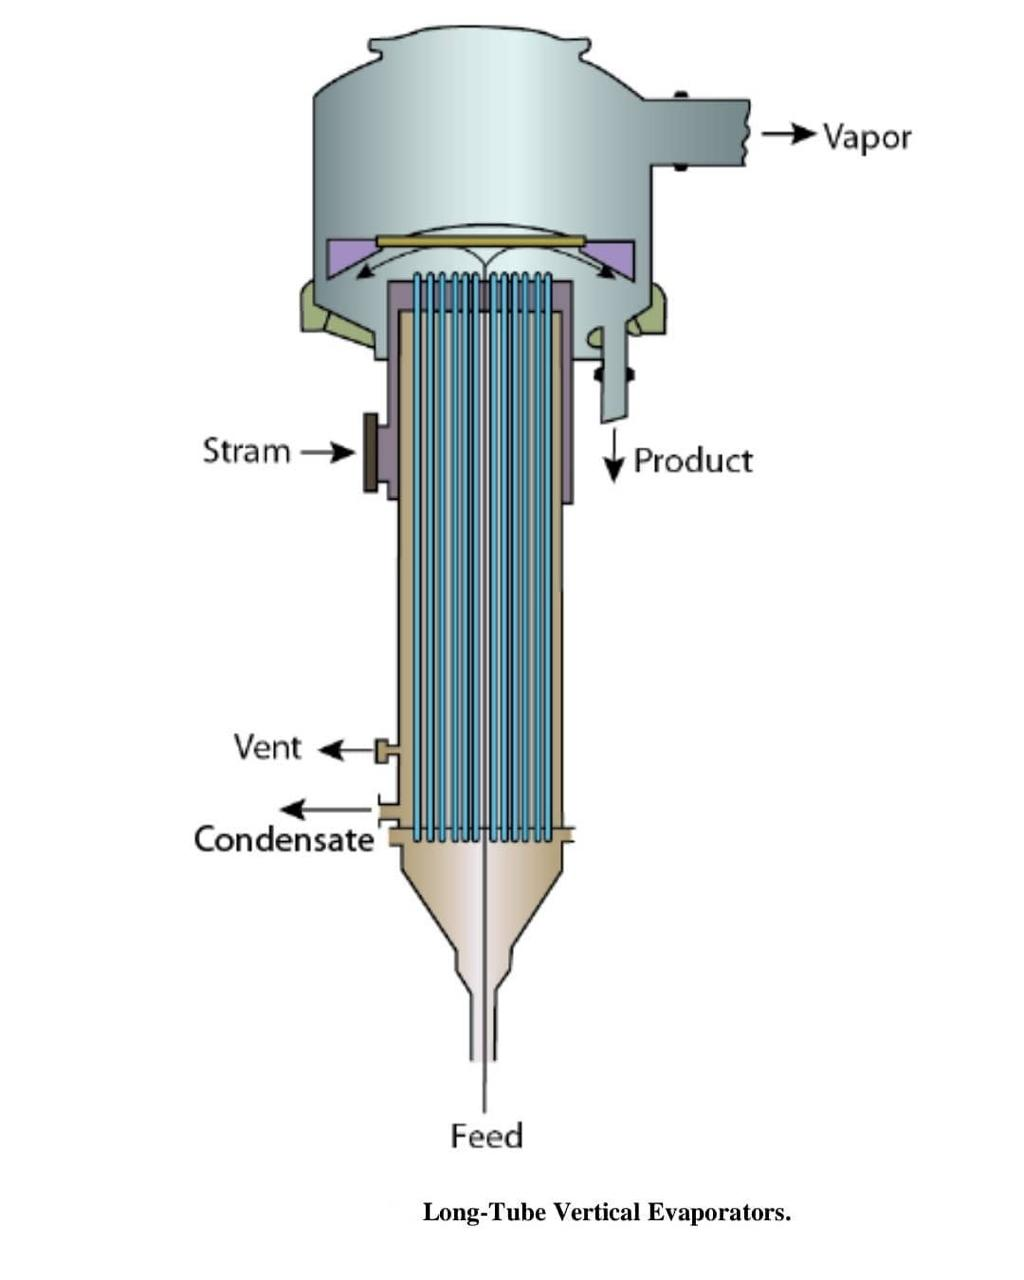 Vapor
Stram
Product
Vent
Condensate
Feed
Long-Tube Vertical Evaporators.